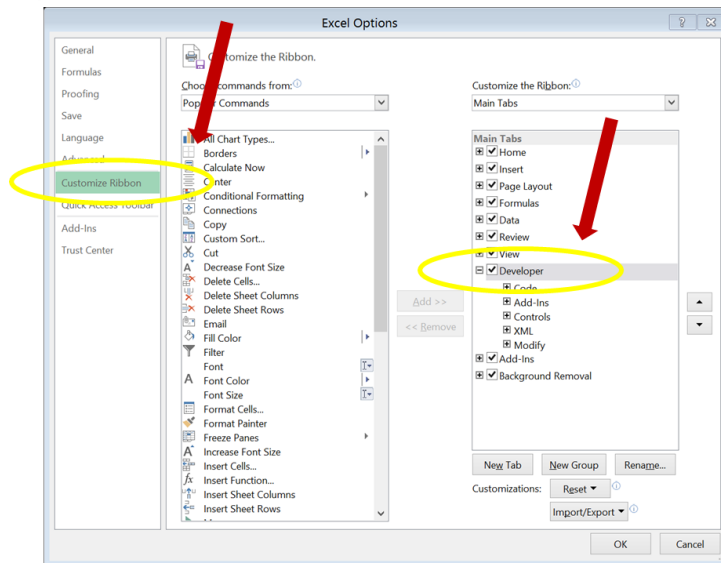 Excel Options
General
Formulas
Proofing
Save
Language
Advanced
Customize Ribbon
Quick Access Toolbar
Add-Ins
Trust Center
Customize the Ribbon.
Choose commands from:
Popular Commands
All Chart Types...
Borders
Calculate Now
Center
Conditional Formatting
Connections
Copy
Custom Sort...
Cut
Decrease Font Size
Delete Cells...
Delete Sheet Columns
Delete Sheet Rows
Email
Fill Color
Filter
Font
Font Color
Font Size
Format Cells...
Format Painter
Freeze Panes
Increase Font Size
Insert Cells...
Insert Function...
Insert Sheet Columns
Insert Sheet Rows
Add >>
<< Remove
Customize the Ribbon:
Main Tabs
Main Tabs
Home
Insert
Page Layout
Formulas
Data
Review
View
Developer
Code
Add-Ins
Controls
XML
Modify
Add-Ins
Background Removal
New Tab New Group Rename...
Customizations: Reset
Import/Export
OK Cancel